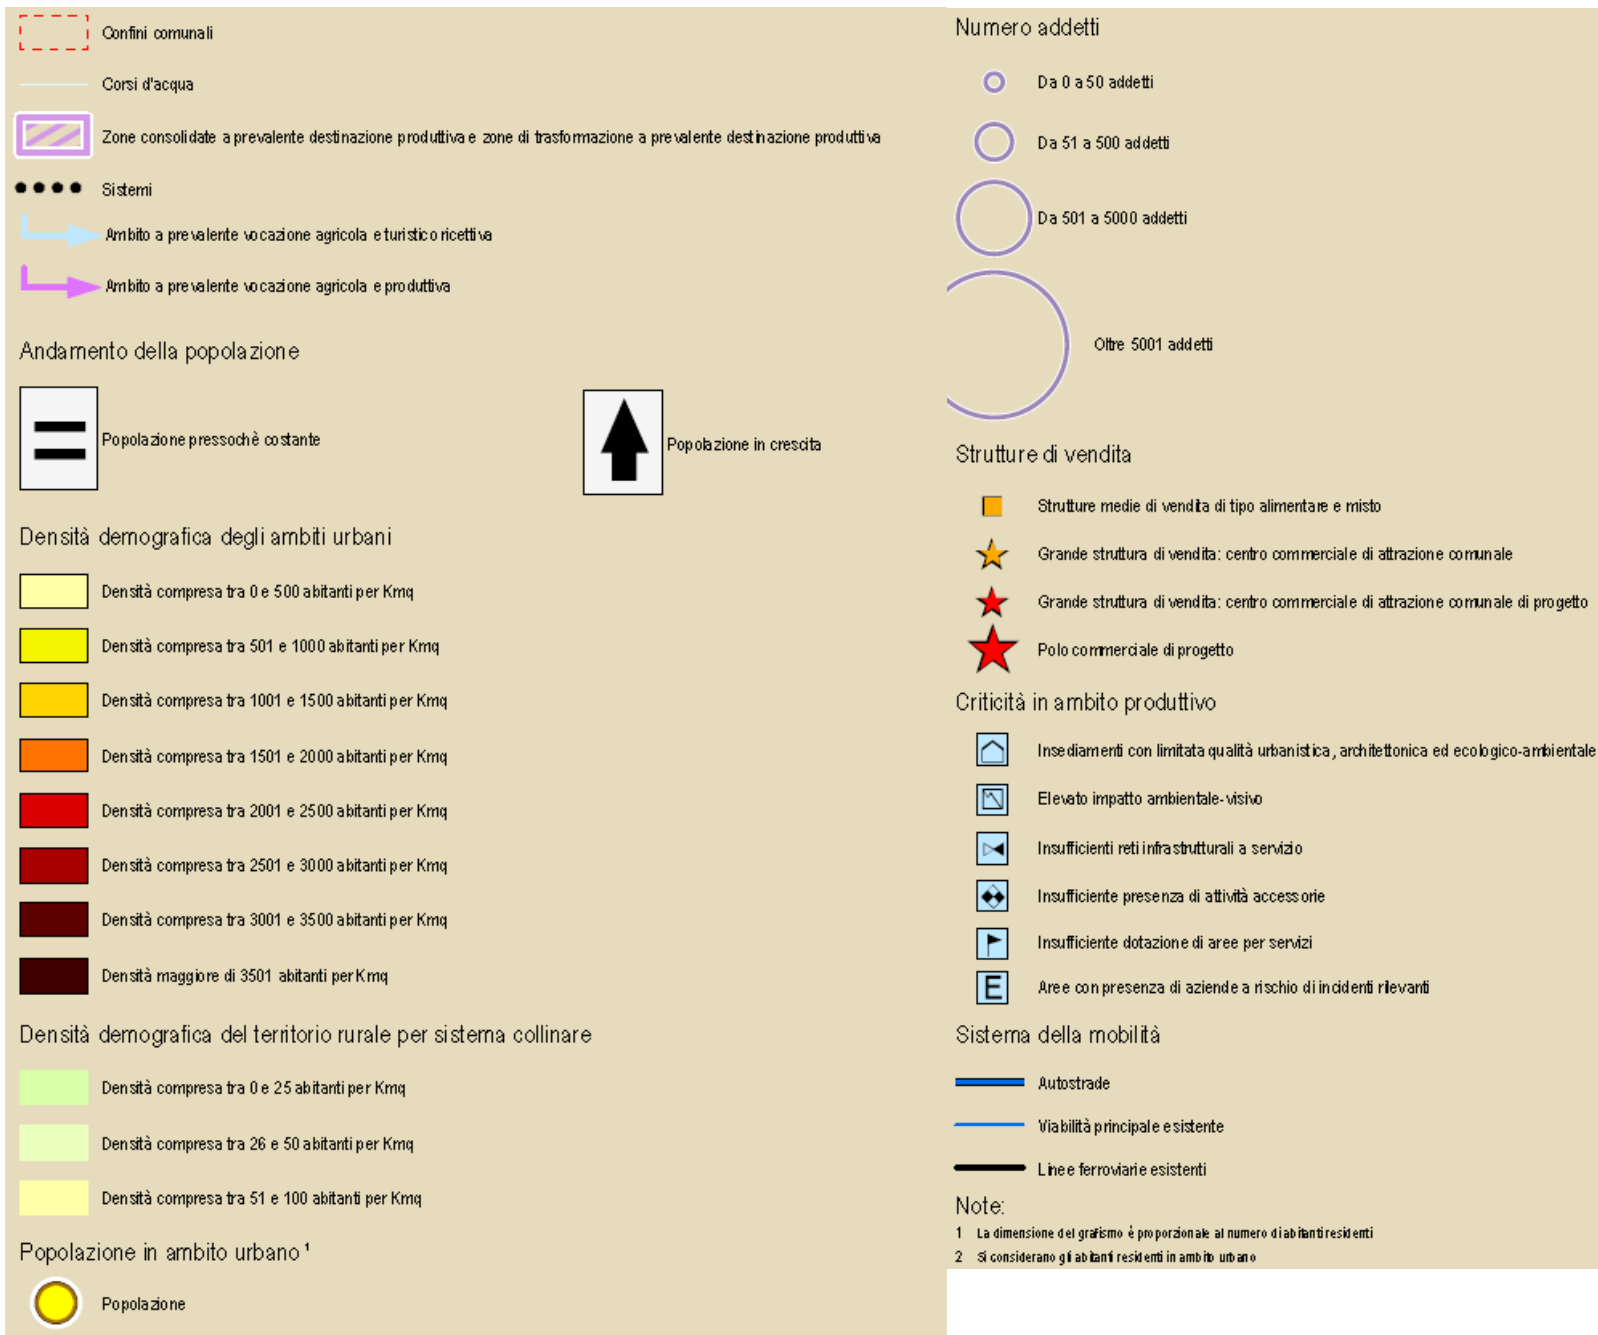 Confini comunali
Corsi d'acqua
Zone consolidate a prevalente destinazione produttiva e zone di trasformazione a prevalente destinazione produttiva
Sistemi
Ambito a prevalente vocazione agricola e turistico ricettiva
Ambito a prevalente vocazione agricola e produttiva
Andamento della popolazione
Popolazione pressochè costante
Popolazione in crescita
Densità demografica degli ambiti urbani
Densità compresa tra 0 e 500 abitanti per Kmq
Densità compresa tra 501 e 1000 abitanti per Kmq
Densità compresa tra 1001 e 1500 abitanti per Kmq
Densità compresa tra 1501 e 2000 abitanti per Kmq
Densità compresa tra 2001 e 2500 abitanti per Kmq
Densità compresa tra 2501 e 3000 abitanti per Kmq
Densità compresa tra 3001 e 3500 abitanti per Kmq
Densità maggiore di 3501 abitanti per Kmq
Densità demografica del territorio rurale per sistema collinare
Densità compresa tra 0 e 25 abitanti per Kmq
Densità compresa tra 26 e 50 abitanti per Kmq
Densità compresa tra 51 e 100 abitanti per Kmq
Popolazione in ambito urbano ¹
Popolazione
Numero addetti
Da 0 a 50 addetti
Da 51 a 500 addetti
Da 501 a 5000 addetti
Oltre 5001 addetti
Strutture di vendita
Strutture medie di vendita di tipo alimentare e misto
Grande struttura di vendita: centro commerciale di attrazione comunale
Grande struttura di vendita: centro commerciale di attrazione comunale di progetto
Polo commerciale di progetto
Criticità in ambito produttivo
Insediamenti con limitata qualità urbanistica, architettonica ed ecologico-ambientale
Elevato impatto ambientale-visivo
Insufficienti reti infrastrutturali a servizio
Insufficiente presenza di attività accessorie
Insufficiente dotazione di aree per servizi
E Aree con presenza di aziende a rischio di incidenti rilevanti
Sistema della mobilità
Autostrade
Viabilità principale esistente
Linee ferroviarie esistenti
Note:
1 La dimensione del grafismo è proporzionale al numero di abitanti residenti
2 Si considerano gli abitanti residenti in ambito urbano